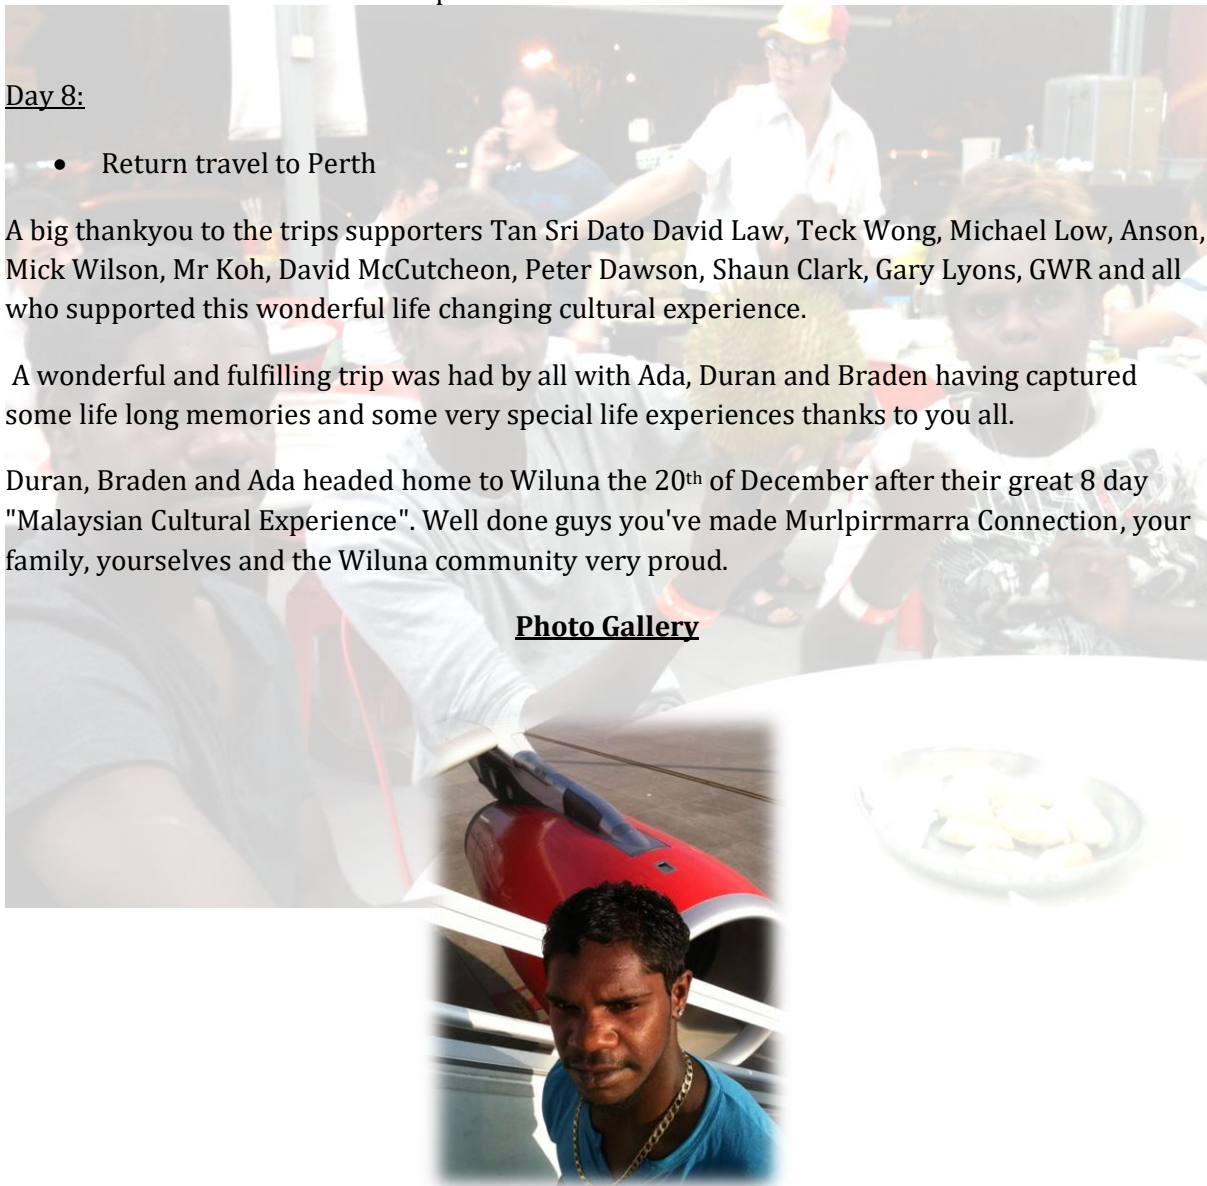 Day 8:
• Return travel to Perth
A big thankyou to the trips supporters Tan Sri Dato David Law, Teck Wong, Michael Low, Anson,
Mick Wilson, Mr Koh, David McCutcheon, Peter Dawson, Shaun Clark, Gary Lyons, GWR and all
who supported this wonderful life changing cultural experience.
A wonderful and fulfilling trip was had by all with Ada, Duran and Braden having captured
some life long memories and some very special life experiences thanks to you all.
Duran, Braden and Ada headed home to Wiluna the 20th of December after their great 8 day
"Malaysian Cultural Experience". Well done guys you've made Murlpirrmarra Connection, your
family, yourselves and the Wiluna community very proud.
Photo Gallery